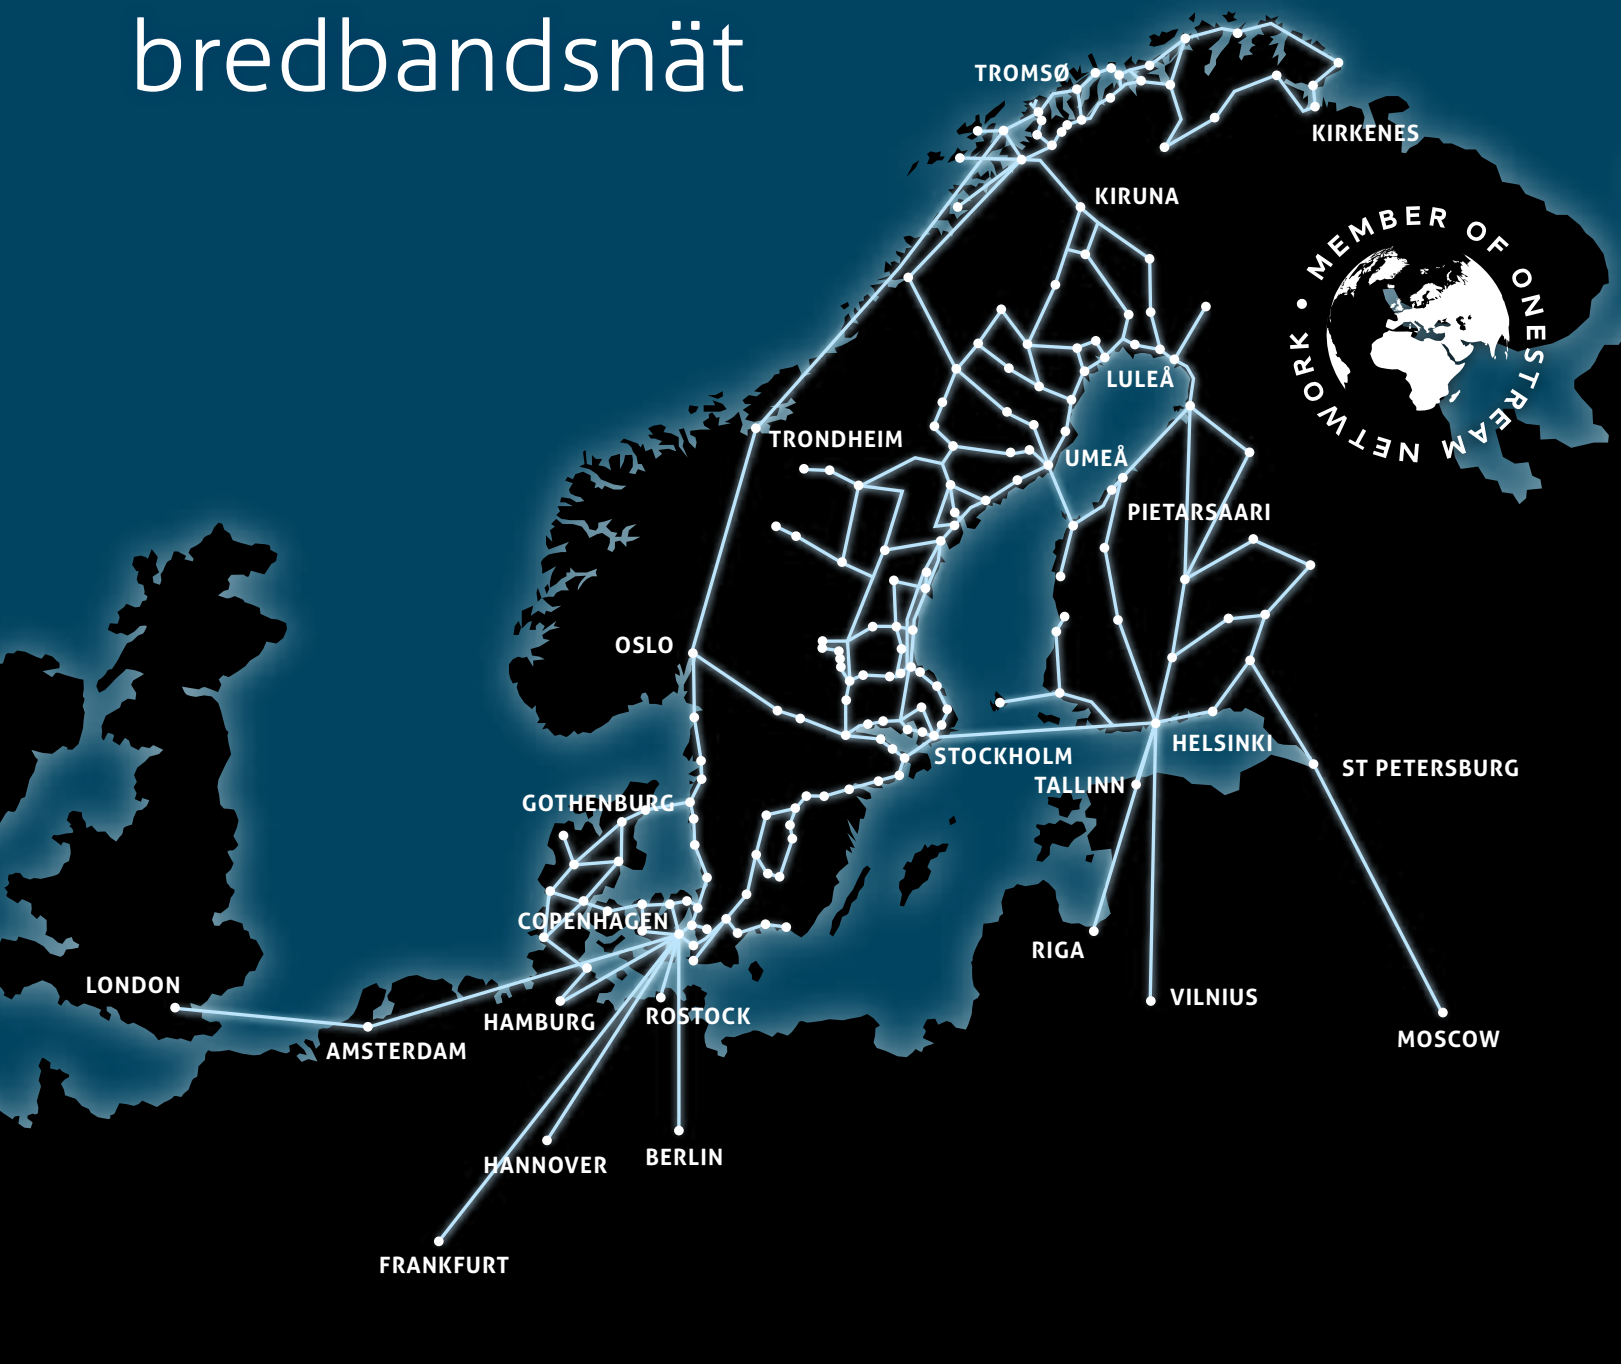 bredbandsnät
TROMSØ
KIRKENES
KIRUNA
MEMBER OF ONESTREAM NETWORK •
LULEÅ
TRONDHEIM
UMEÅ
PIETARSAARI
OSLO
HELSINKI
STOCKHOLM
ST PETERSBURG
TALLINN
GOTHENBURG
COPENHAGEN
RIGA
LONDON
VILNIUS
ROSTOCK
HAMBURG
MOSCOW
AMSTERDAM
BERLIN
HANNOVER
FRANKFURT